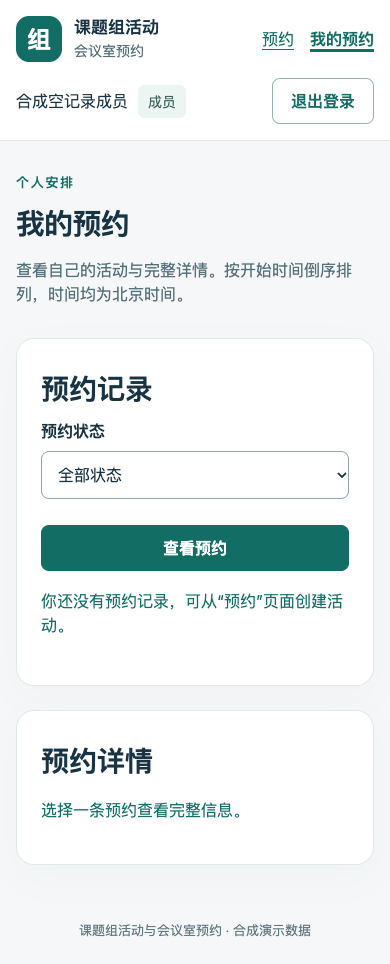 组
课题组活动
会议室预约
预约
我的预约
合成空记录成员
成员
退出登录
个人安排
我的预约
查看自己的活动与完整详情。按开始时间倒序排
列，时间均为北京时间。
预约记录
预约状态
全部状态
查看预约
你还没有预约记录，可从“预约”页面创建活
动。
预约详情
选择一条预约查看完整信息。
课题组活动与会议室预约 · 合成演示数据